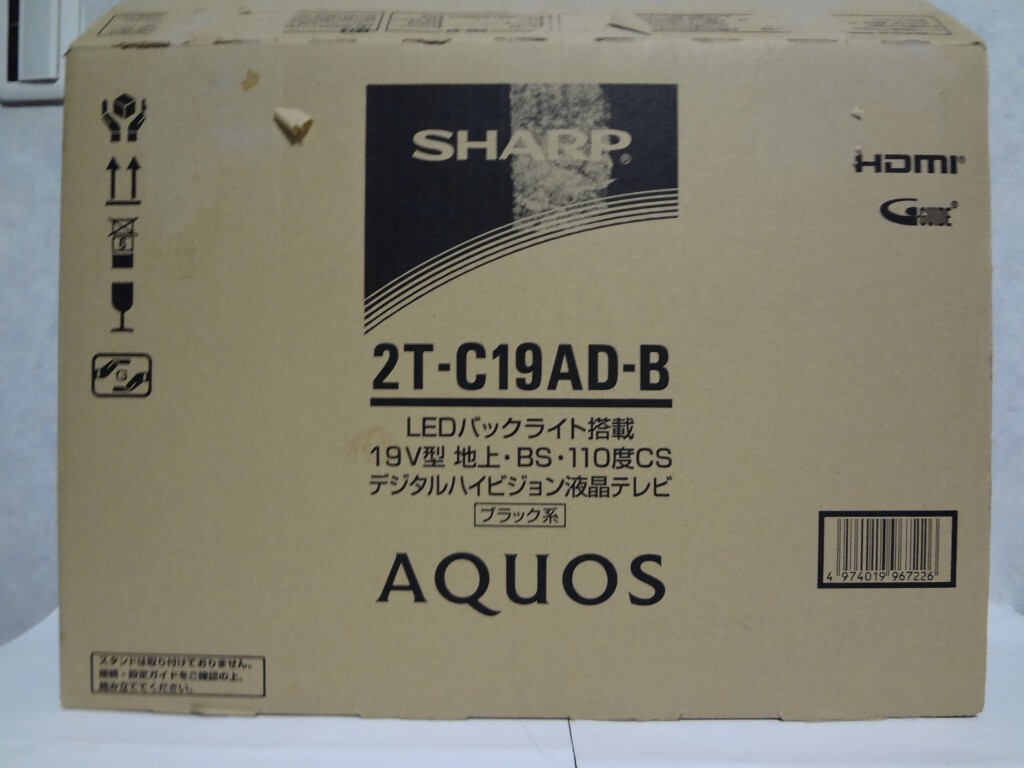 SHARP®
HDMI®
G-GUIDE®
2T-C19AD-B
LEDバックライト搭載
19V型 地上・BS・110度CS
デジタルハイビジョン液晶テレビ
ブラック系
AQUOS
4 974019 967226
スタンドは取り付けておりません。
接続・設定ガイドをご確認の上、
組み立ててください。